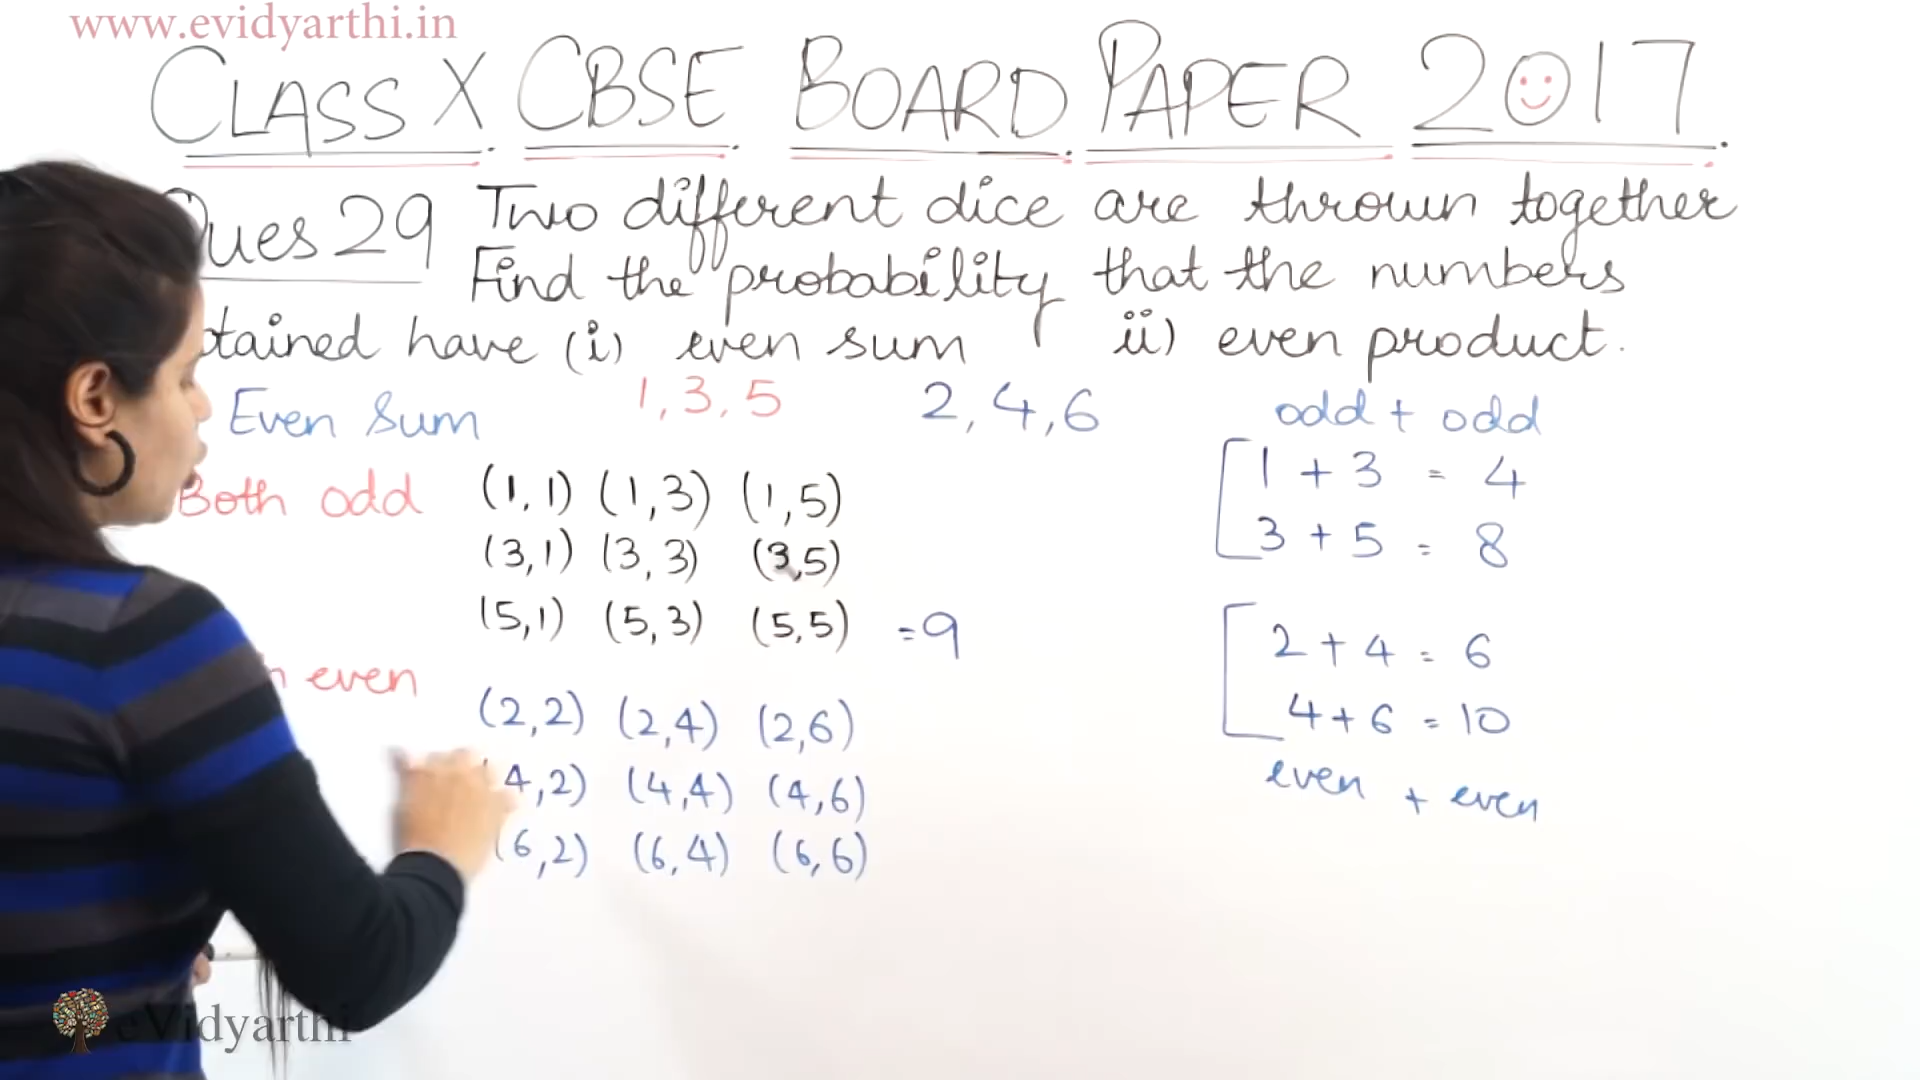 www.evidyarthi.in
CLASS X CBSE BOARD PAPER 2017.
Ques 29 Two different dice are thrown together
Find the probability that the numbers
tained have (i) even sum ii) even product.
Even Sum 1, 3, 5 2, 4, 6 odd + odd
Both odd (1,1) (1,3) (1,5) 1 + 3 = 4
(3,1) (3,3) (3,5) 3 + 5 = 8
(5,1) (5,3) (5,5) = 9
even (2,2) (2,4) (2,6) 2 + 4 = 6
4,2) (4,4) (4,6) 4 + 6 = 10
(6,2) (6,4) (6,6) even + even
eVidyarthi